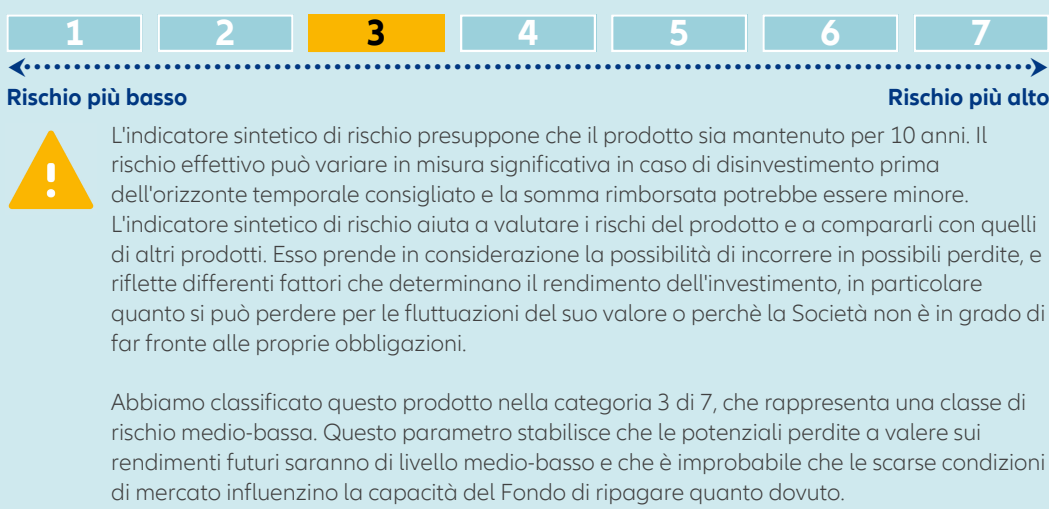 1 2 3 4 5 6 7
Rischio più basso Rischio più alto
L'indicatore sintetico di rischio presuppone che il prodotto sia mantenuto per 10 anni. Il
rischio effettivo può variare in misura significativa in caso di disinvestimento prima
dell'orizzonte temporale consigliato e la somma rimborsata potrebbe essere minore.
L'indicatore sintetico di rischio aiuta a valutare i rischi del prodotto e a compararli con quelli
di altri prodotti. Esso prende in considerazione la possibilità di incorrere in possibili perdite, e
riflette differenti fattori che determinano il rendimento dell'investimento, in particolare
quanto si può perdere per le fluttuazioni del suo valore o perchè la Società non è in grado di
far fronte alle proprie obbligazioni.
Abbiamo classificato questo prodotto nella categoria 3 di 7, che rappresenta una classe di
rischio medio-bassa. Questo parametro stabilisce che le potenziali perdite a valere sui
rendimenti futuri saranno di livello medio-basso e che è improbabile che le scarse condizioni
di mercato influenzino la capacità del Fondo di ripagare quanto dovuto.